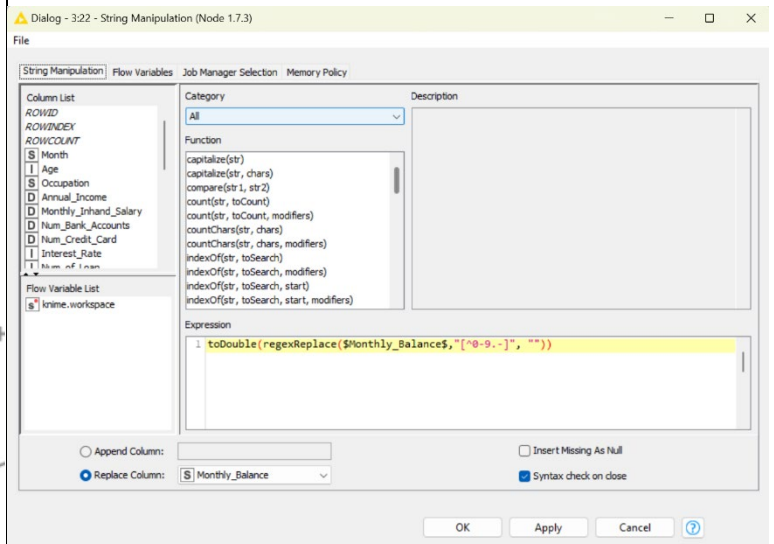 Dialog - 3:22 - String Manipulation (Node 1.7.3)
File
String Manipulation Flow Variables Job Manager Selection Memory Policy
Column List
ROWID
ROWINDEX
ROWCOUNT
S Month
I Age
S Occupation
D Annual_Income
D Monthly_Inhand_Salary
D Num_Bank_Accounts
D Num_Credit_Card
I Interest_Rate
I Num_of_Loan
Flow Variable List
s knime.workspace
Category
All
Function
capitalize(str)
capitalize(str, chars)
compare(str1, str2)
count(str, toCount)
count(str, toCount, modifiers)
countChars(str, chars)
countChars(str, chars, modifiers)
indexOf(str, toSearch)
indexOf(str, toSearch, modifiers)
indexOf(str, toSearch, start)
indexOf(str, toSearch, start, modifiers)
Description
Expression
1 toDouble(regexReplace($Monthly_Balance$,"[^0-9.-]", ""))
Append Column:
Replace Column: S Monthly_Balance
Insert Missing As Null
Syntax check on close
OK Apply Cancel ?